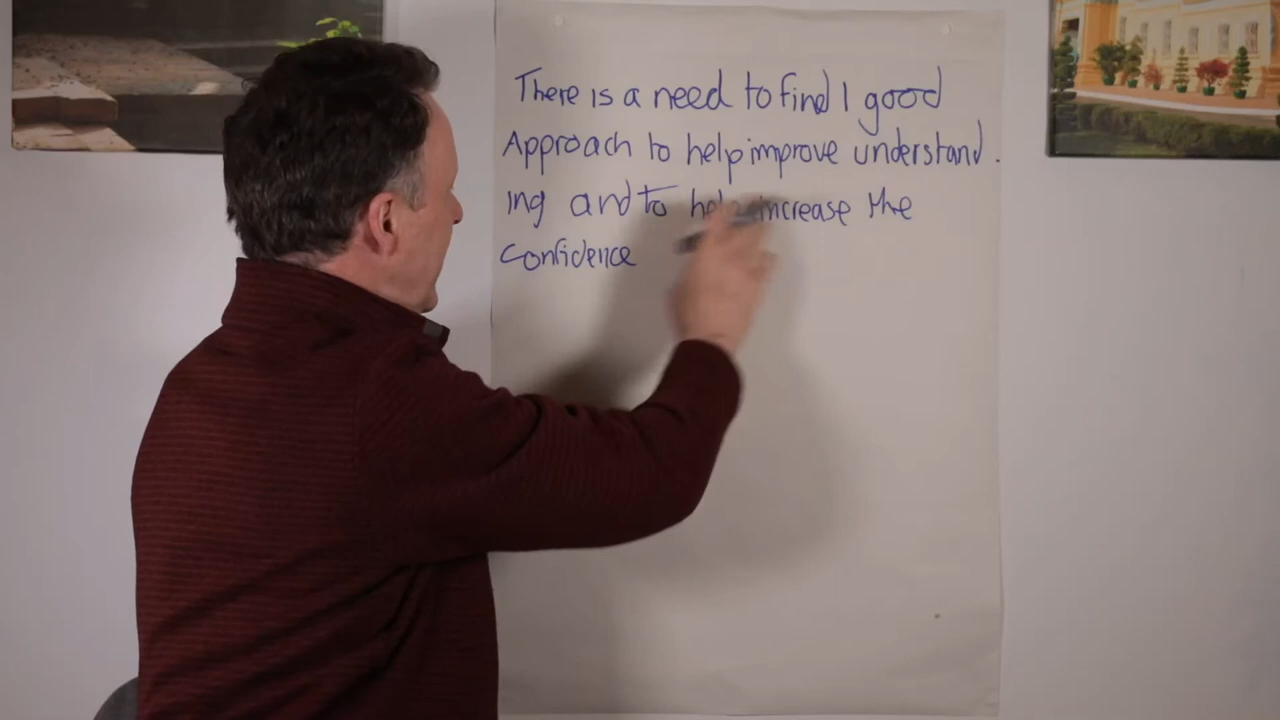 There is a need to find 1 good
Approach to help improve understand.
ing and to help increase the
Confidence